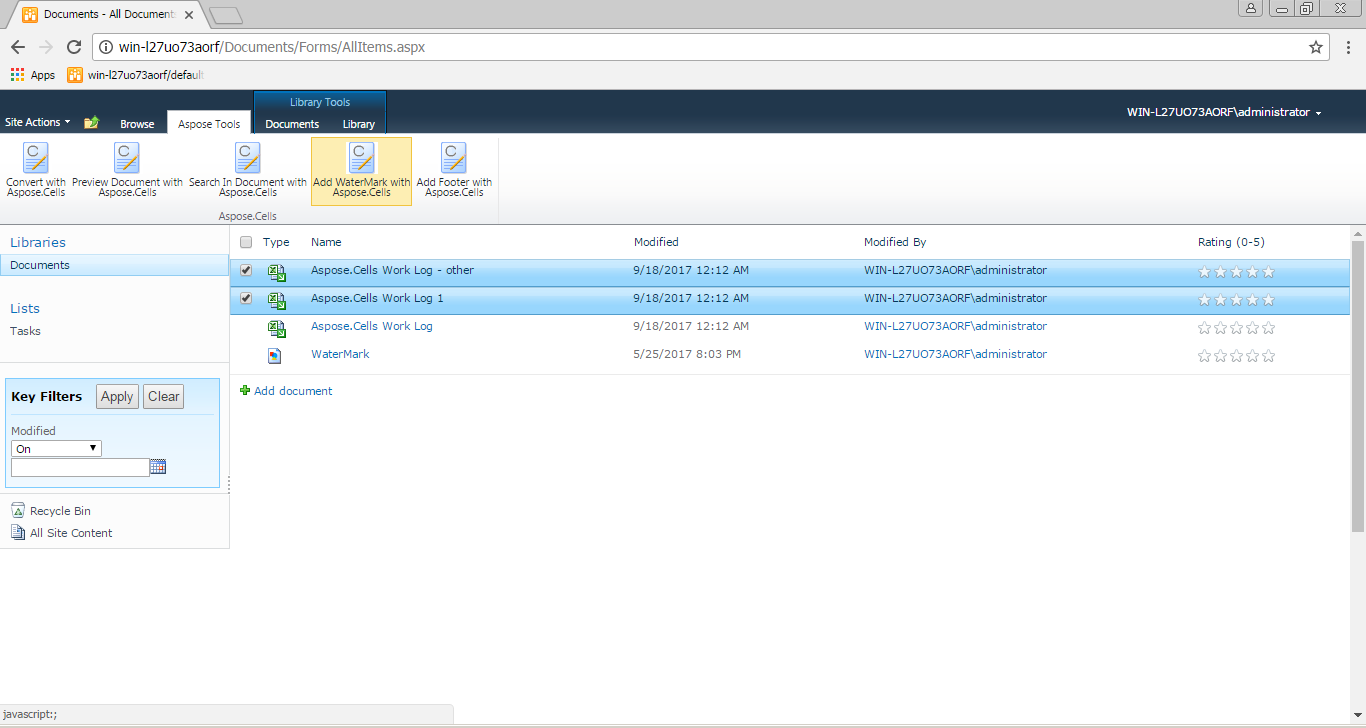 Documents - All Document
win-l27uo73aorf/Documents/Forms/AllItems.aspx
Apps win-l27uo73aorf/default
Library Tools
Site Actions Browse Aspose Tools Documents Library WIN-L27UO73AORF\administrator
Convert with Aspose.Cells
Preview Document with Aspose.Cells
Search In Document with Aspose.Cells
Add WaterMark with Aspose.Cells
Add Footer with Aspose.Cells
Aspose.Cells
Libraries
Documents
Lists
Tasks
Key Filters Apply Clear
Modified
On
Recycle Bin
All Site Content
Type Name Modified Modified By Rating (0-5)
Aspose.Cells Work Log - other 9/18/2017 12:12 AM WIN-L27UO73AORF\administrator
Aspose.Cells Work Log 1 9/18/2017 12:12 AM WIN-L27UO73AORF\administrator
Aspose.Cells Work Log 9/18/2017 12:12 AM WIN-L27UO73AORF\administrator
WaterMark 5/25/2017 8:03 PM WIN-L27UO73AORF\administrator
Add document
javascript:;